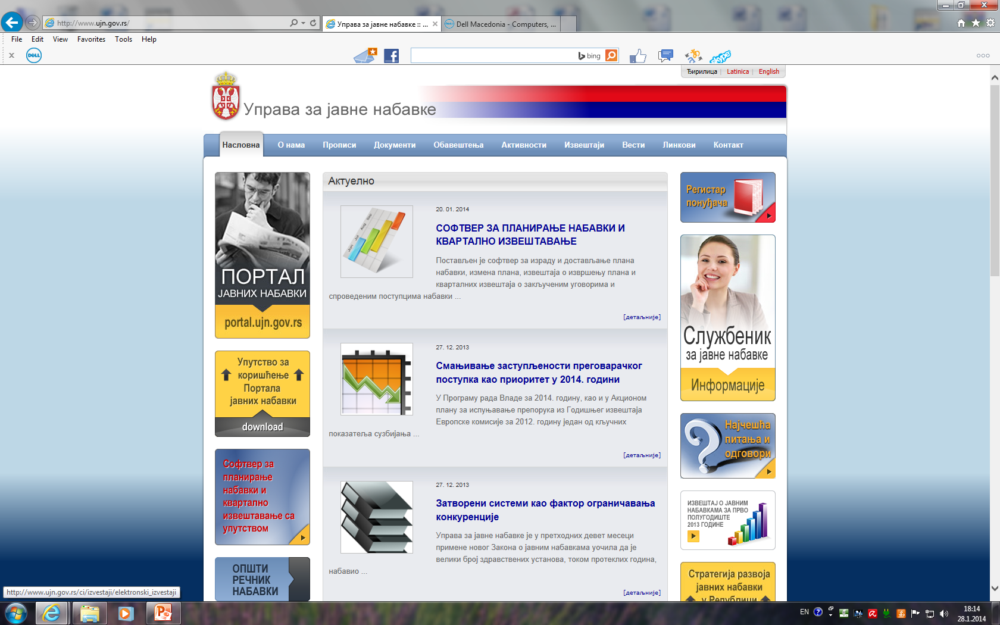 http://www.ujn.gov.rs/
Управа за јавне набавке :: ...
Dell Macedonia - Computers, ...
File Edit View Favorites Tools Help
x DELL
bing
skype
Ћирилица | Latinica | English
Управа за јавне набавке
Насловна О нама Прописи Документи Обавештења Активности Извештаји Вести Линкови Контакт
ПОРТАЛ
ЈАВНИХ НАБАВКИ
portal.ujn.gov.rs
Упутство за
коришћење
Портала
јавних набавки
download
Софтвер за
планирање
набавки и
квартално
извештавање са
упутством
ОПШТИ
РЕЧНИК
НАБАВКИ
Актуелно
Jun Jul Aug Sep
20. 01. 2014
СОФТВЕР ЗА ПЛАНИРАЊЕ НАБАВКИ И
КВАРТАЛНО ИЗВЕШТАВАЊЕ
Постављен је софтвер за израду и достављање плана
набавки, измена плана, извештаја о извршењу плана и
кварталних извештаја о закљученим уговорима и
спроведеним поступцима набавки ...
[детаљније]
27. 12. 2013
Смањивање заступљености преговарачког
поступка као приоритет у 2014. години
У Програму рада Владе за 2014. годину, као и у Акционом
плану за испуњавање препорука из Годишњег извештаја
Европске комисије за 2012. годину један од кључних
показатеља сузбијања ...
[детаљније]
27. 12. 2013
Затворени системи као фактор ограничавања
конкуренције
Управа за јавне набавке је у претходних девет месеци
примене новог Закона о јавним набавкама уочила да је
велики број здравствених установа, током протеклих година,
набавио ...
[детаљније]
Регистар
понуђача
Службеник
за јавне набавке
Информације
Најчешћа
питања и
одговори
ИЗВЕШТАЈ О ЈАВНИМ
НАБАВКАМА ЗА ПРВО
ПОЛУГОДИШТЕ
2013 ГОДИНЕ
Стратегија развоја
јавних набавки
у Републици
http://www.ujn.gov.rs/ci/izvestaji/elektronski_izvestaji
EN
18:14
28.1.2014